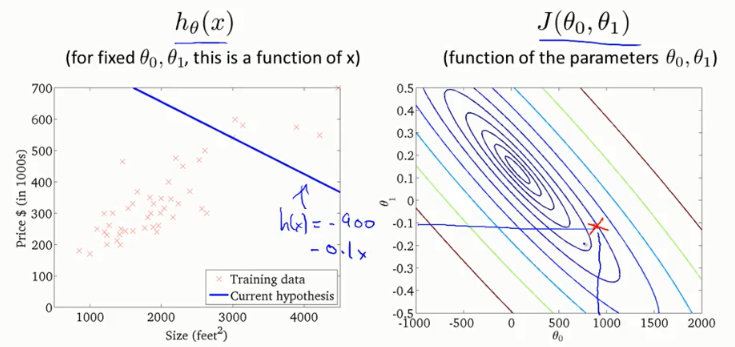 hθ(x)
(for fixed θ0, θ1, this is a function of x)
700
600
500
400
300
200
100
0
1000
2000
3000
4000
Price $ (in 1000s)
Size (feet²)
h(x) = -900
-0.1x
Training data
Current hypothesis
J(θ0, θ1)
(function of the parameters θ0, θ1)
0.5
0.4
0.3
0.2
0.1
0
-0.1
-0.2
-0.3
-0.4
-0.5
θ1
-1000
-500
0
500
1000
1500
2000
θ0